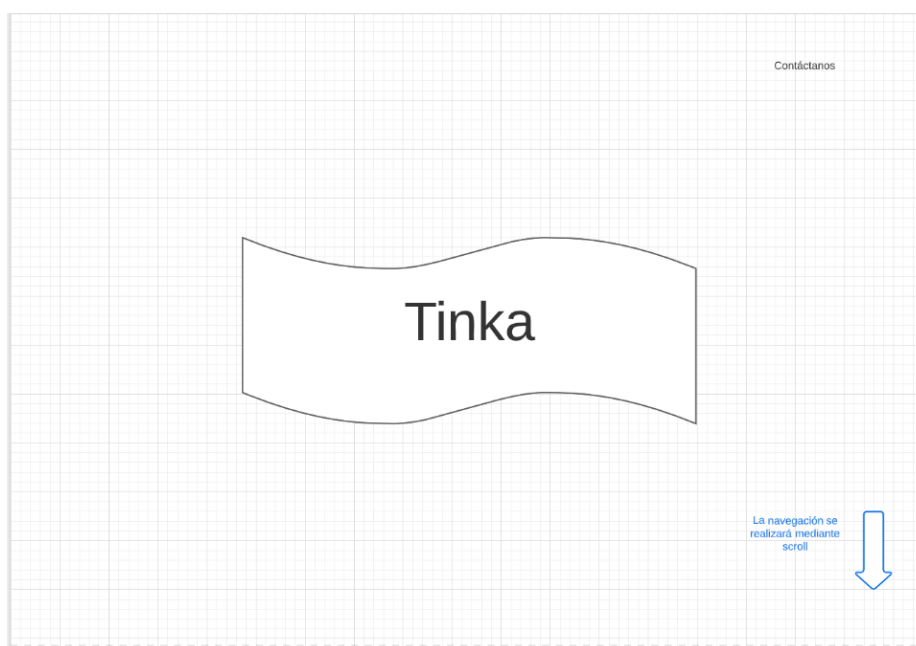 Contáctanos
Tinka
La navegación se
realizará mediante
scroll